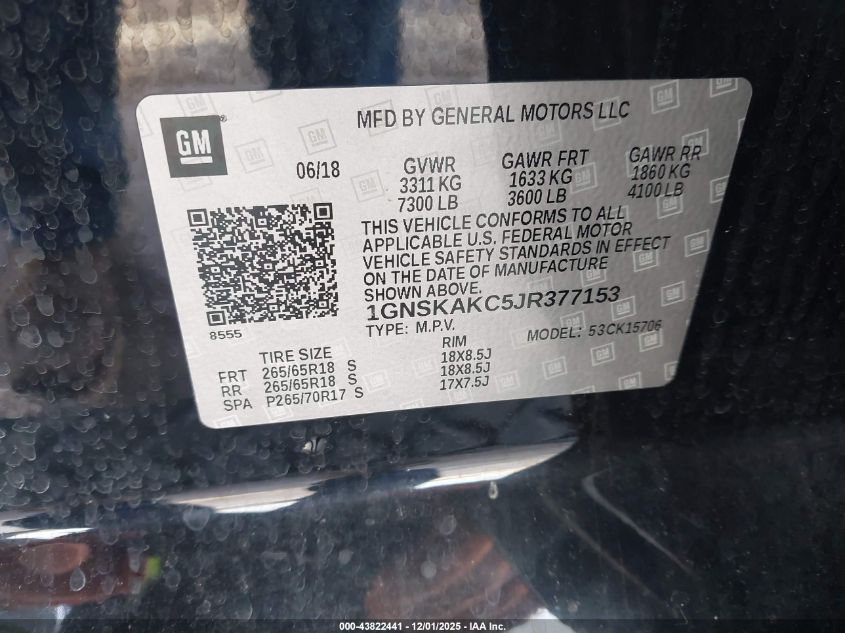 GM
MFD BY GENERAL MOTORS LLC
06/18
GVWR
3311 KG
7300 LB
GAWR FRT
1633 KG
3600 LB
GAWR RR
1860 KG
4100 LB
THIS VEHICLE CONFORMS TO ALL
APPLICABLE U.S. FEDERAL MOTOR
VEHICLE SAFETY STANDARDS IN EFFECT
ON THE DATE OF MANUFACTURE
SHOWN ABOVE.
1GNSKAKC5JR377153
TYPE: M.P.V.
MODEL: 53CK15706
8555
TIRE SIZE
RIM
FRT 265/65R18 S 18X8.5J
RR 265/65R18 S 18X8.5J
SPA P265/70R17 S 17X7.5J
000-43822441 - 12/01/2025 - IAA Inc.